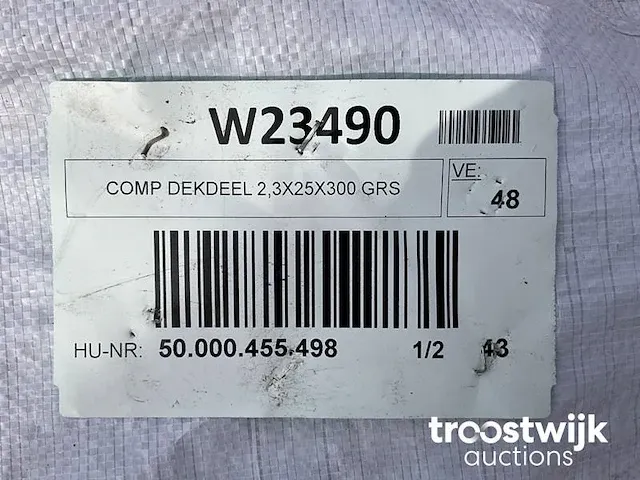 W23490
COMP DEKDEEL 2,3X25X300 GRS
VE:
48
HU-NR: 50.000.455.498 1/2 43
troostwijk
auctions